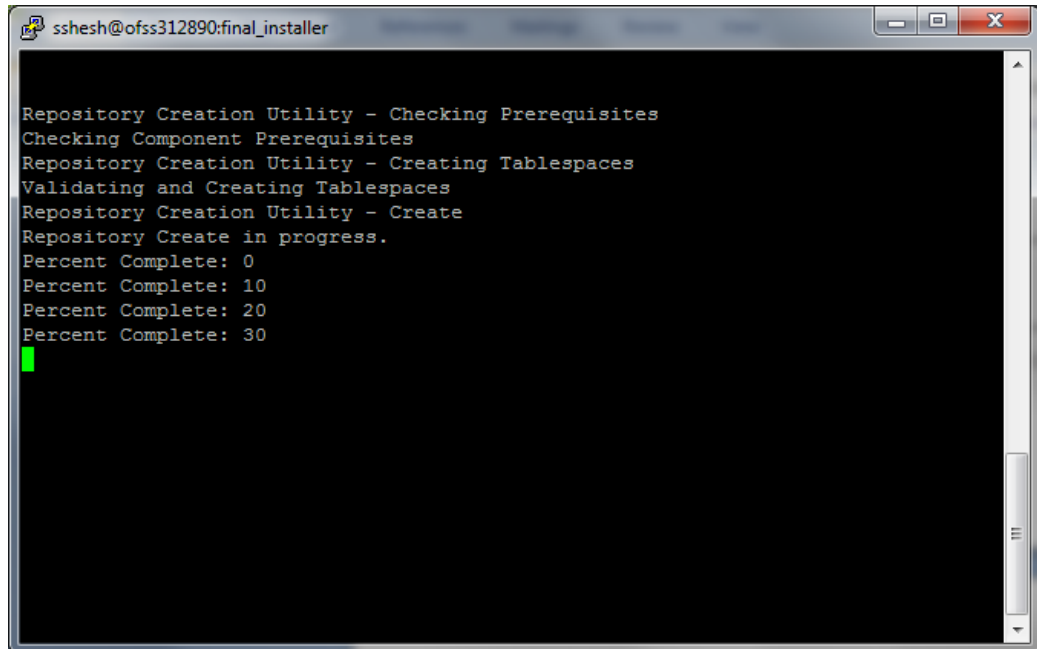 sshesh@ofss312890:final_installer
Repository Creation Utility - Checking Prerequisites
Checking Component Prerequisites
Repository Creation Utility - Creating Tablespaces
Validating and Creating Tablespaces
Repository Creation Utility - Create
Repository Create in progress.
Percent Complete: 0
Percent Complete: 10
Percent Complete: 20
Percent Complete: 30